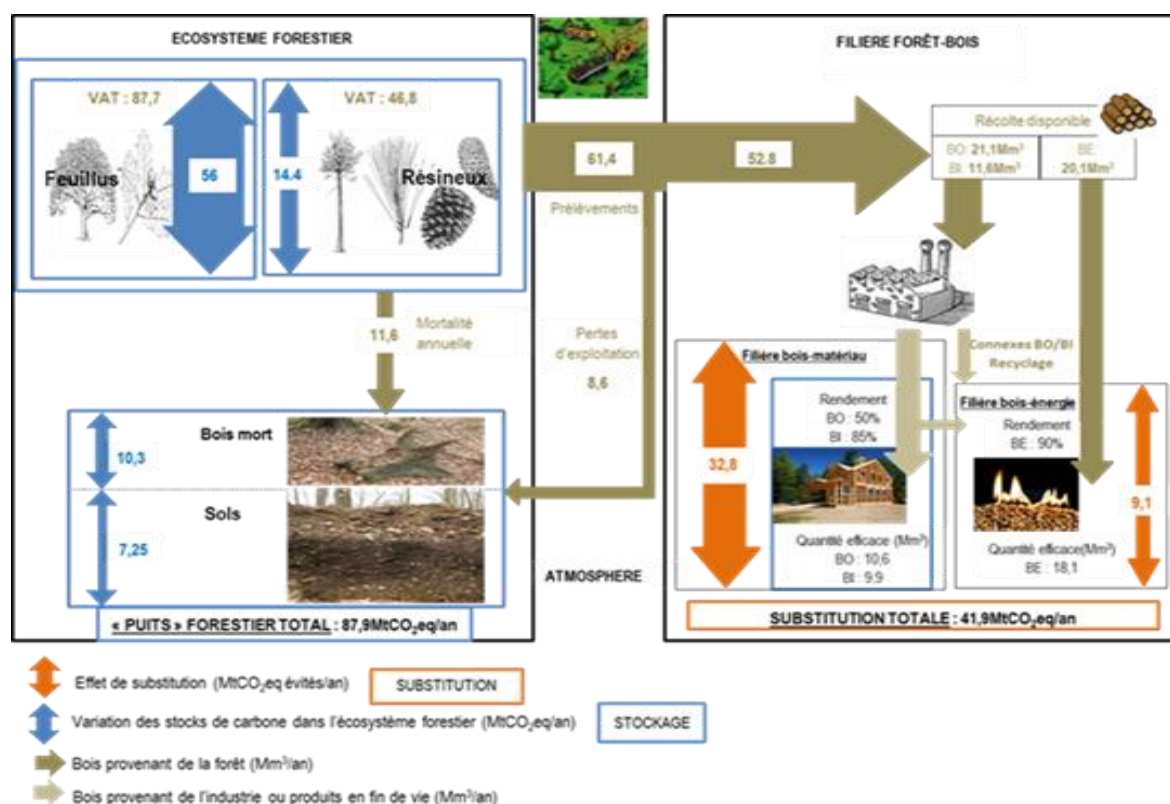 ECOSYSTEME FORESTIER
VAT : 87,7
VAT : 46,8
Feuillus
56
14.4
Résineux
11,6
Mortalité
annuelle
Bois mort
10,3
Sols
7,25
« PUITS » FORESTIER TOTAL : 87,9MtCO₂eq/an
61,4
52.8
Prélèvements
Pertes
d'exploitation
8,6
ATMOSPHERE
FILIERE FORÊT-BOIS
Récolte disponible
BO: 21,1Mm³
BI: 11,6Mm³
BE:
20,1Mm³
Connexes BO/BI
Recyclage
Filière bois-matériau
32,8
Rendement
BO : 50%
BI : 85%
Quantité efficace (Mm³)
BO : 10,6
BI : 9,9
Filière bois-énergie
Rendement
BE : 90%
9,1
Quantité efficace(Mm³)
BE : 18,1
SUBSTITUTION TOTALE : 41,9MtCO₂eq/an
Effet de substitution (MtCO₂eq évités/an)
SUBSTITUTION
Variation des stocks de carbone dans l'écosystème forestier (MtCO₂eq/an)
STOCKAGE
Bois provenant de la forêt (Mm³/an)
Bois provenant de l'industrie ou produits en fin de vie (Mm³/an)